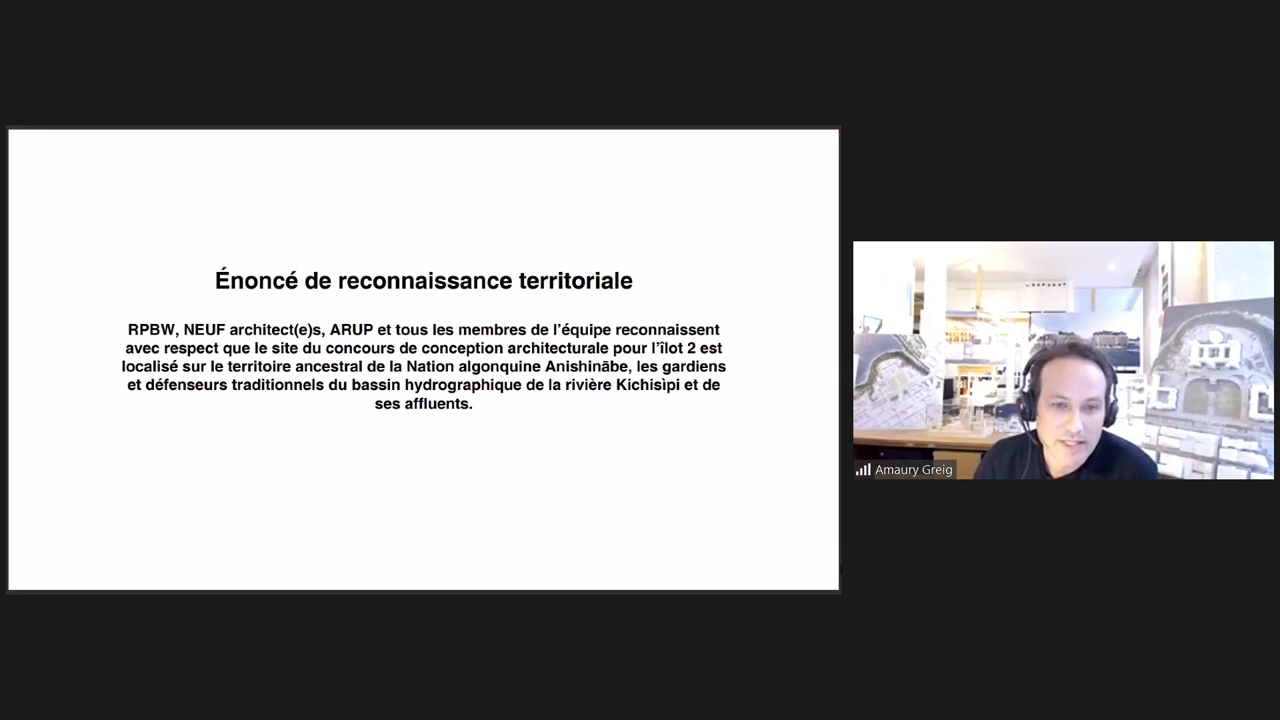 Énoncé de reconnaissance territoriale
RPBW, NEUF architect(e)s, ARUP et tous les membres de l'équipe reconnaissent
avec respect que le site du concours de conception architecturale pour l'îlot 2 est
localisé sur le territoire ancestral de la Nation algonquine Anishinābe, les gardiens
et défenseurs traditionnels du bassin hydrographique de la rivière Kichisìpi et de
ses affluents.
Amaury Greig